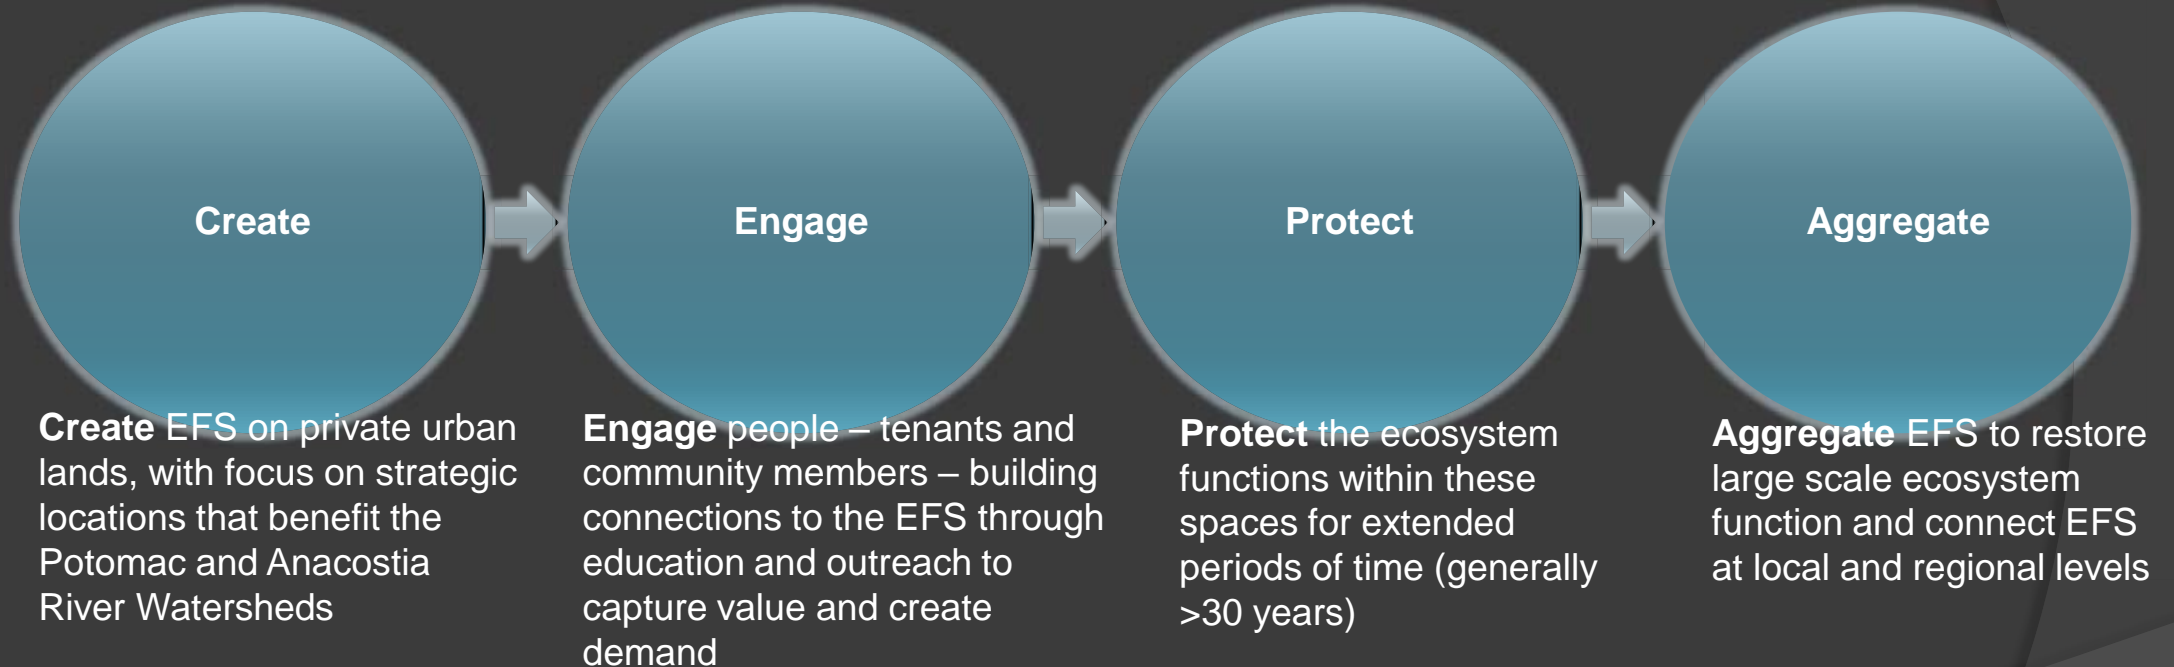 Create
Engage
Protect
Aggregate
Create EFS on private urban
lands, with focus on strategic
locations that benefit the
Potomac and Anacostia
River Watersheds
Engage people – tenants and
community members – building
connections to the EFS through
education and outreach to
capture value and create
demand
Protect the ecosystem
functions within these
spaces for extended
periods of time (generally
>30 years)
Aggregate EFS to restore
large scale ecosystem
function and connect EFS
at local and regional levels